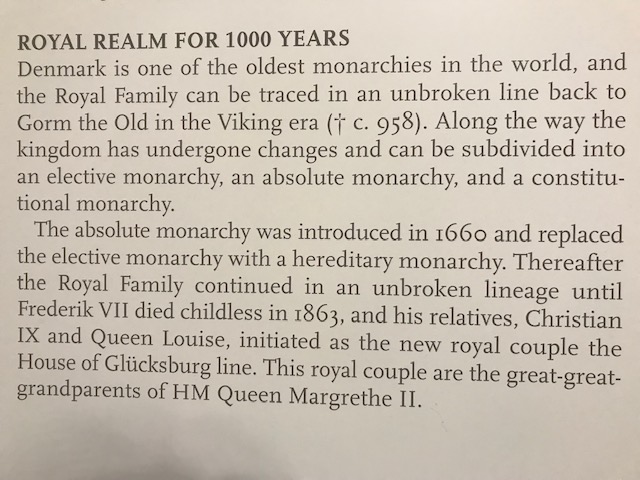 ROYAL REALM FOR 1000 YEARS
Denmark is one of the oldest monarchies in the world, and
the Royal Family can be traced in an unbroken line back to
Gorm the Old in the Viking era († c. 958). Along the way the
kingdom has undergone changes and can be subdivided into
an elective monarchy, an absolute monarchy, and a constitu-
tional monarchy.
The absolute monarchy was introduced in 1660 and replaced
the elective monarchy with a hereditary monarchy. Thereafter
the Royal Family continued in an unbroken lineage until
Frederik VII died childless in 1863, and his relatives, Christian
IX and Queen Louise, initiated as the new royal couple the
House of Glücksburg line. This royal couple are the great-great-
grandparents of HM Queen Margrethe II.